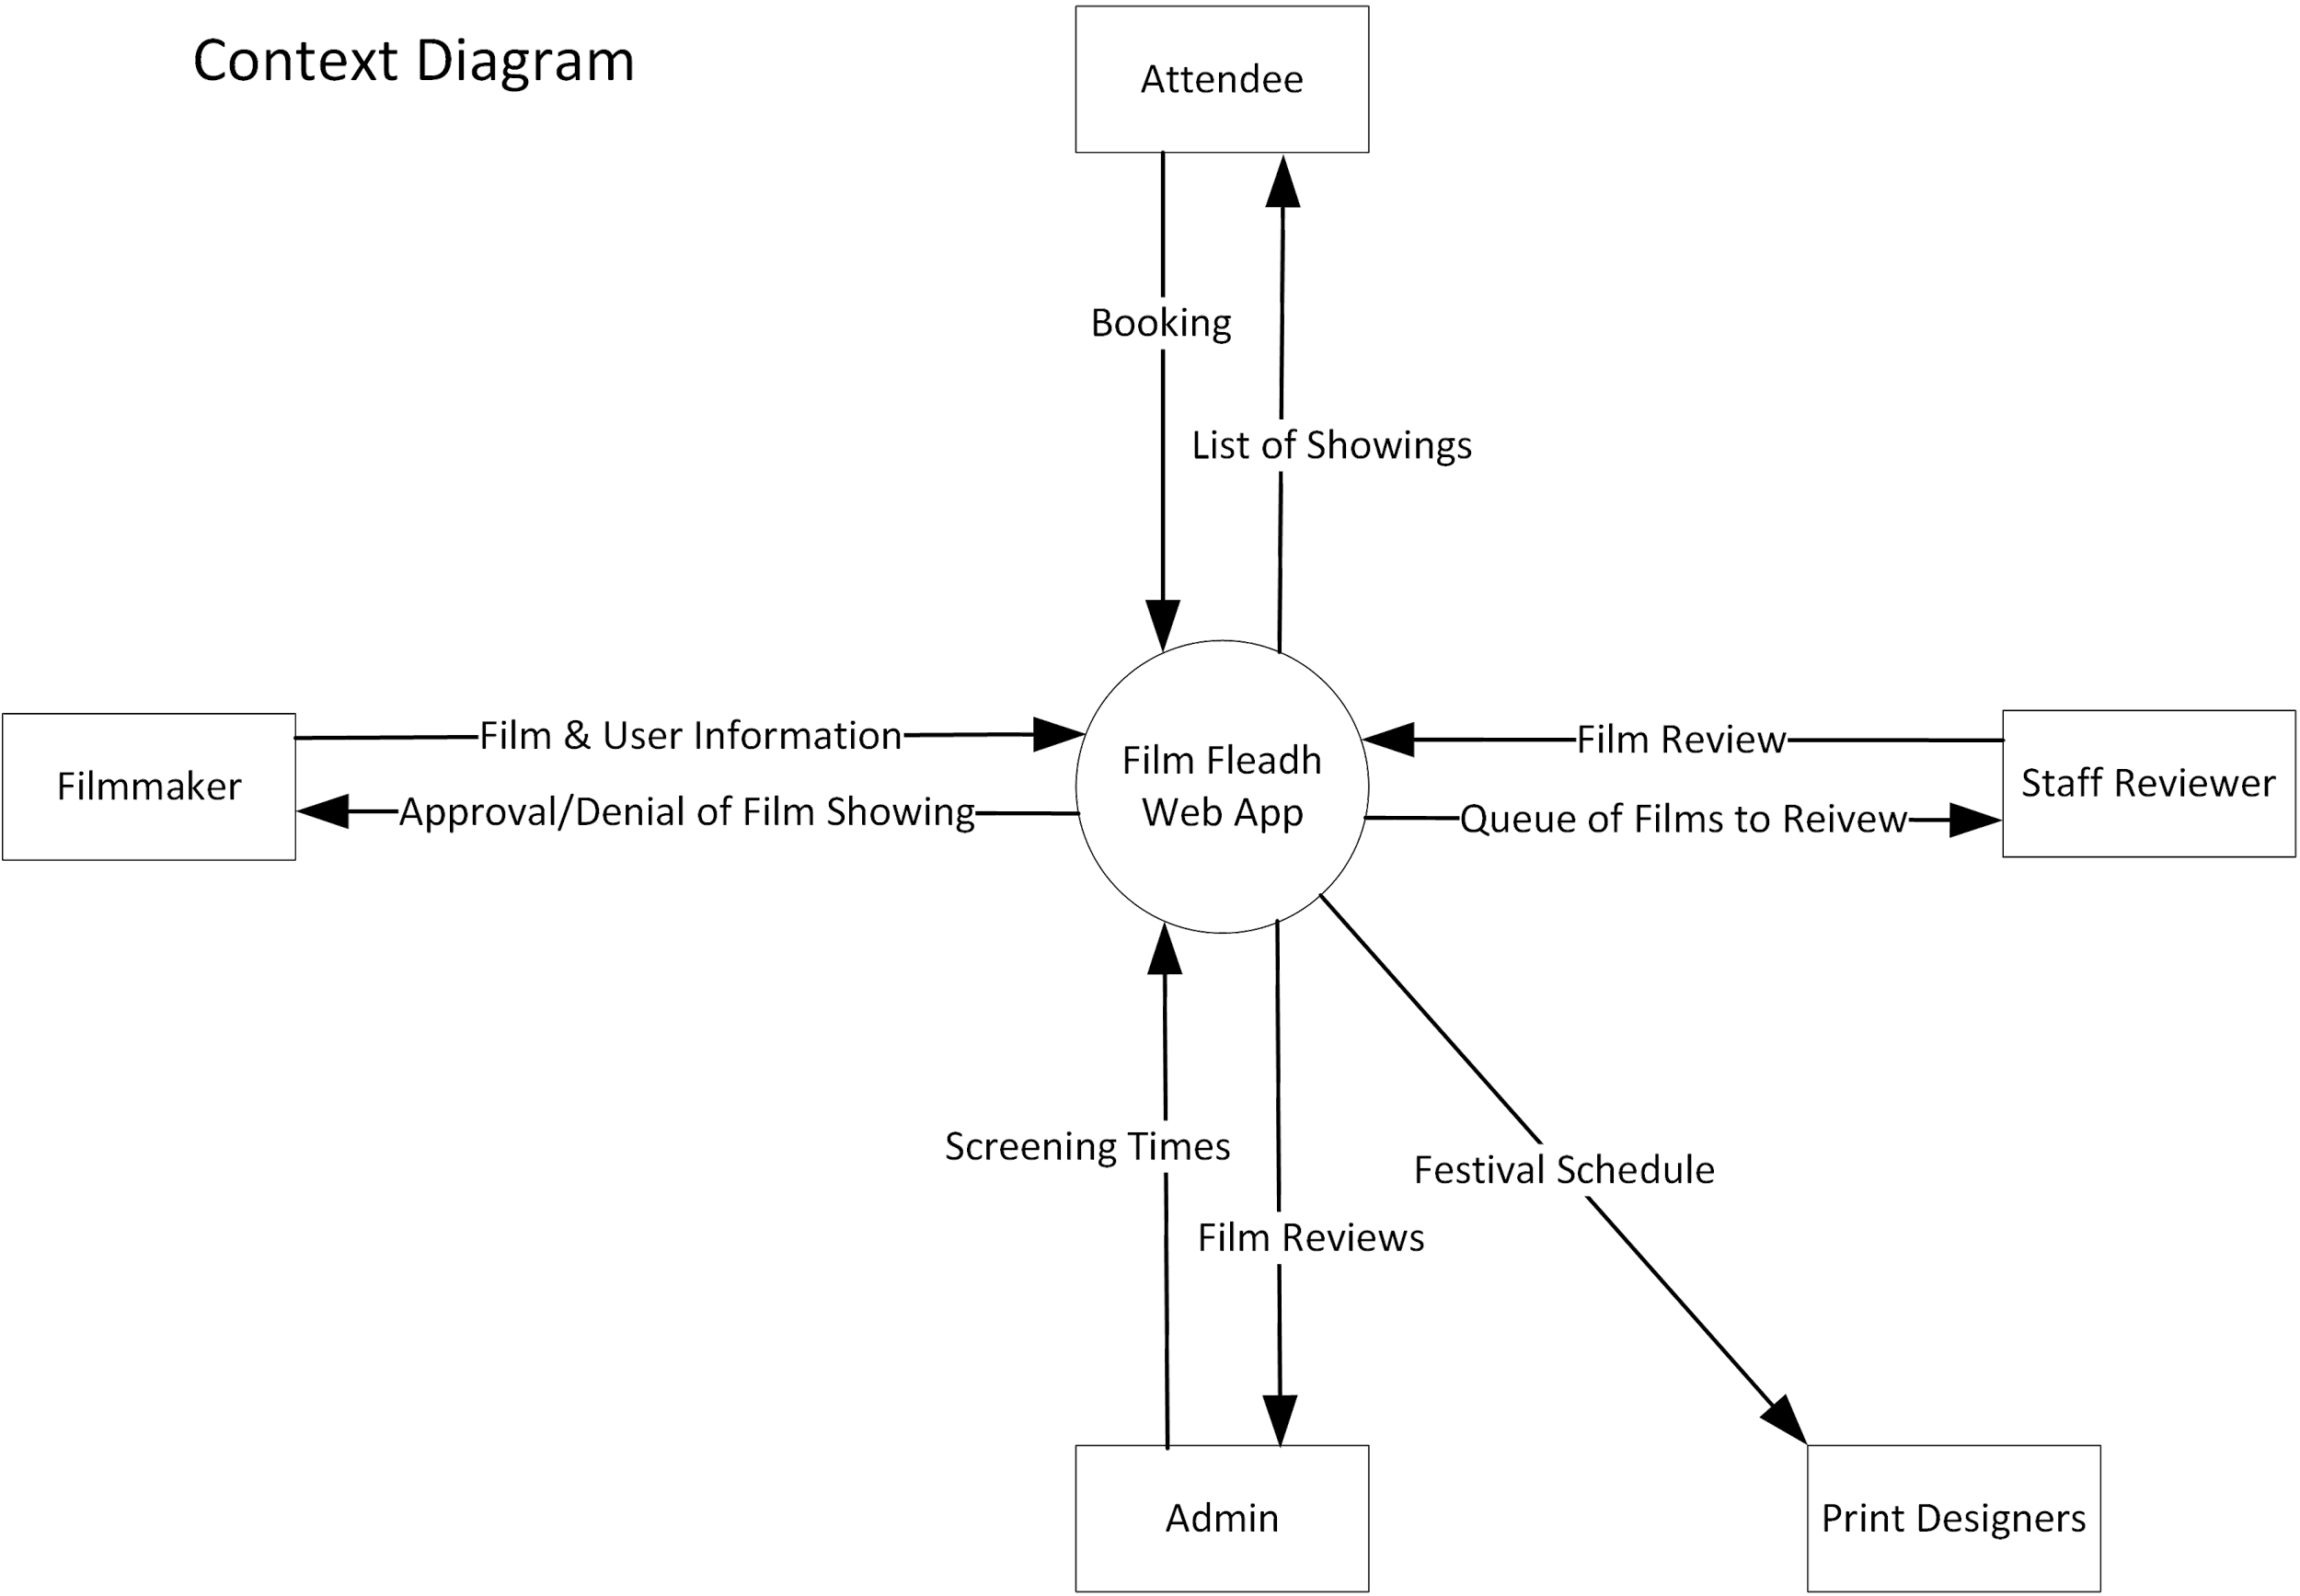 Context Diagram
Attendee
Booking
List of Showings
Film & User Information
Film Review
Filmmaker
Film Fleadh
Web App
Staff Reviewer
Approval/Denial of Film Showing
Queue of Films to Reivew
Screening Times
Festival Schedule
Film Reviews
Admin
Print Designers